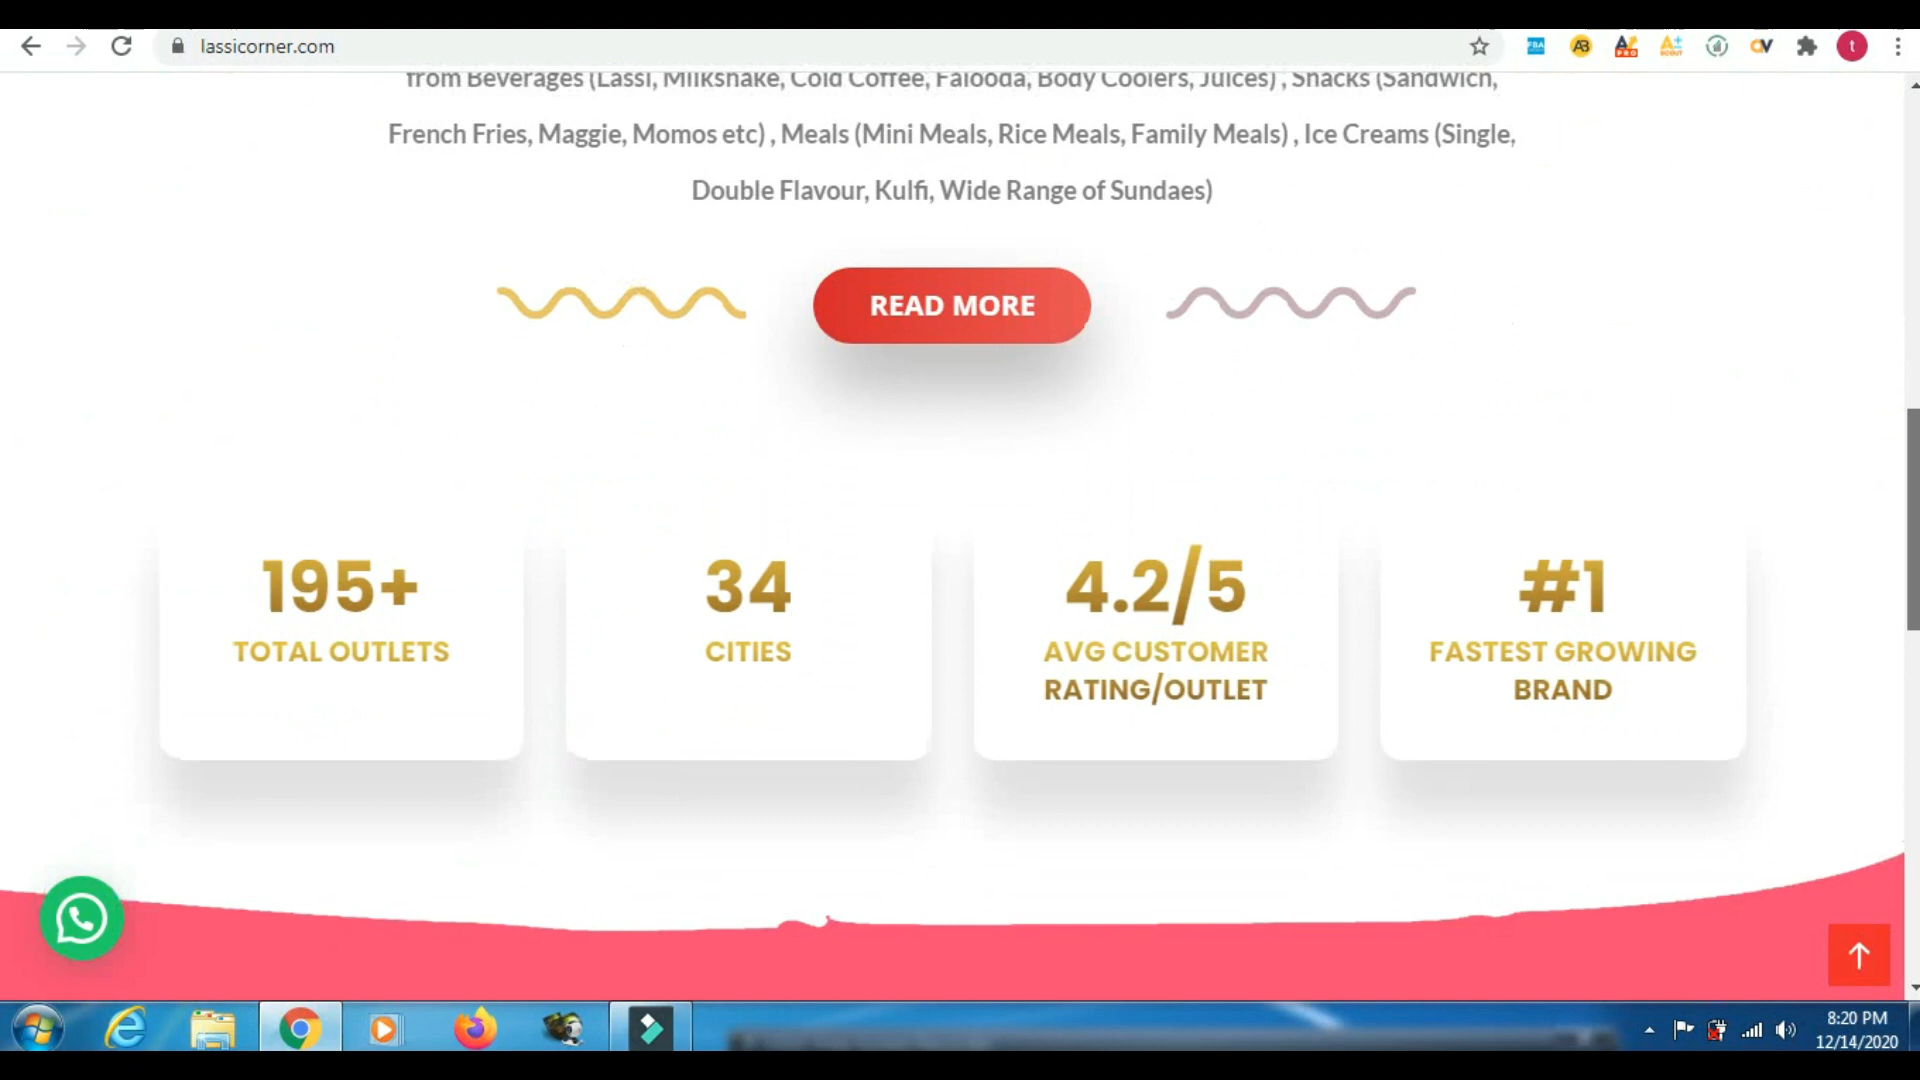 lassicorner.com
from Beverages (Lassi, Milkshake, Cold Coffee, Falooda, Body Coolers, Juices) , Snacks (Sandwich,
French Fries, Maggie, Momos etc) , Meals (Mini Meals, Rice Meals, Family Meals) , Ice Creams (Single,
Double Flavour, Kulfi, Wide Range of Sundaes)
READ MORE
195+
TOTAL OUTLETS
34
CITIES
4.2/5
AVG CUSTOMER
RATING/OUTLET
#1
FASTEST GROWING
BRAND
8:20 PM
12/14/2020